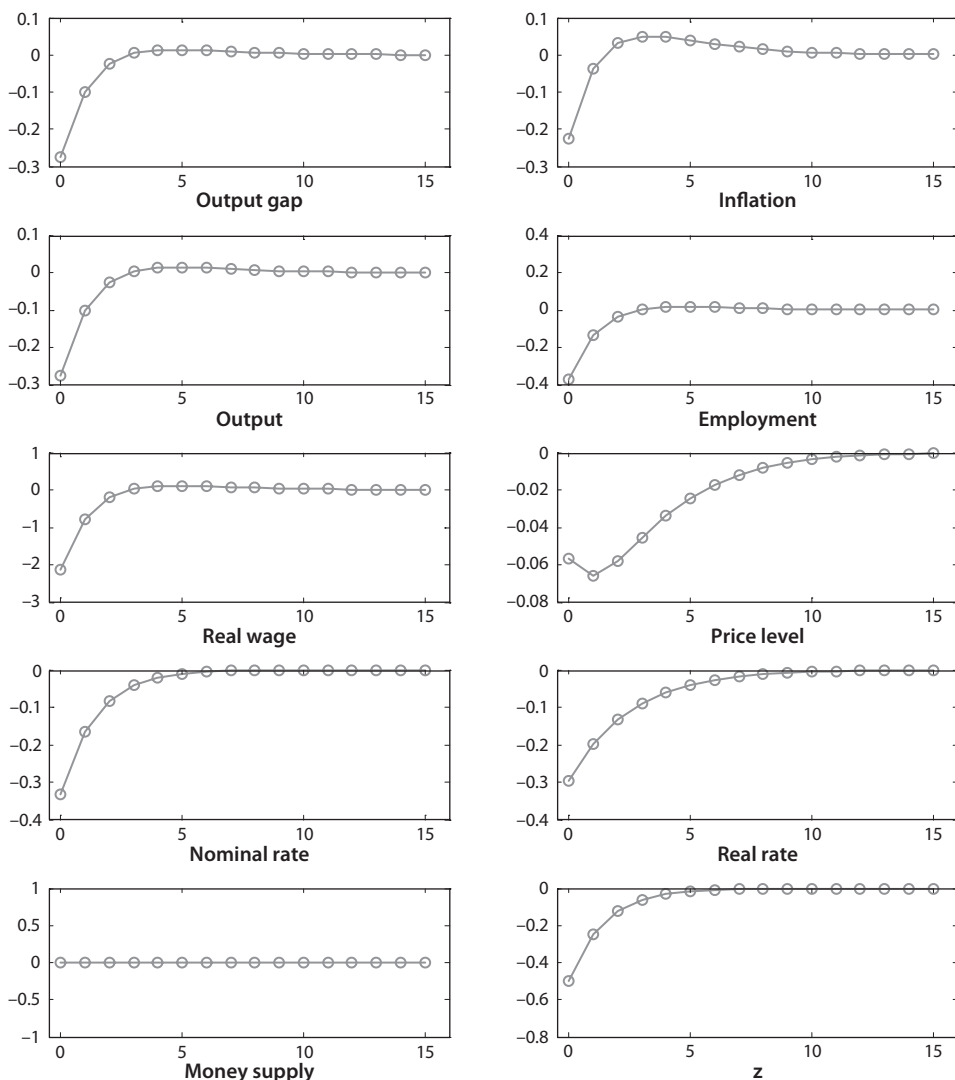 0.1
0
−0.1
−0.2
−0.3
0 5 10 15
Output gap
0.1
0
−0.1
−0.2
−0.3
0 5 10 15
Inflation
0.1
0
−0.1
−0.2
−0.3
0 5 10 15
Output
0.4
0.2
0
−0.2
−0.4
0 5 10 15
Employment
1
0
−1
−2
−3
0 5 10 15
Real wage
0
−0.02
−0.04
−0.06
−0.08
0 5 10 15
Price level
0
−0.1
−0.2
−0.3
−0.4
0 5 10 15
Nominal rate
0
−0.1
−0.2
−0.3
−0.4
0 5 10 15
Real rate
1
0.5
0
−0.5
−1
0 5 10 15
Money supply
0
−0.2
−0.4
−0.6
−0.8
0 5 10 15
z